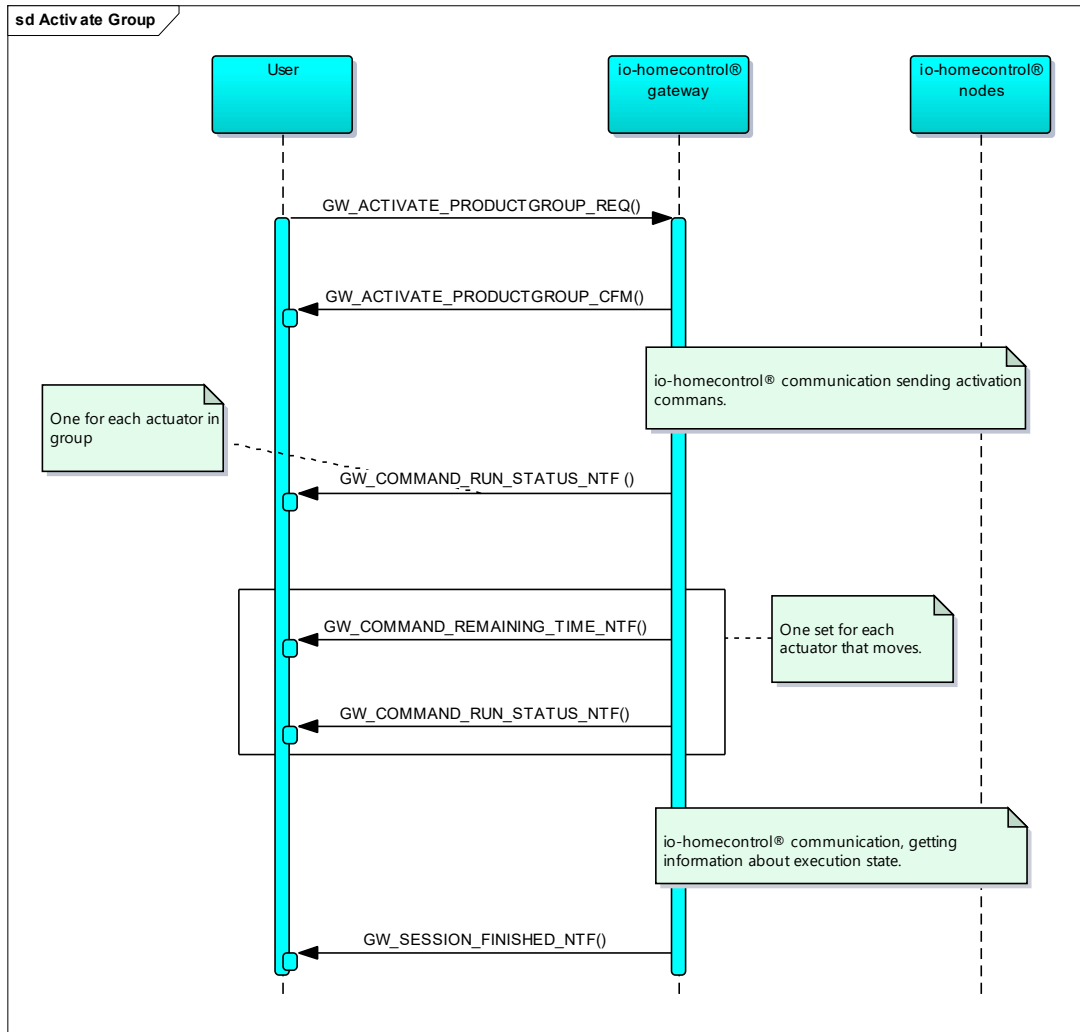 sd Activate Group
User
io-homecontrol®
gateway
io-homecontrol®
nodes
GW_ACTIVATE_PRODUCTGROUP_REQ()
GW_ACTIVATE_PRODUCTGROUP_CFM()
io-homecontrol® communication sending activation
commans.
One for each actuator in
group
GW_COMMAND_RUN_STATUS_NTF ()
GW_COMMAND_REMAINING_TIME_NTF()
One set for each
actuator that moves.
GW_COMMAND_RUN_STATUS_NTF()
io-homecontrol® communication, getting
information about execution state.
GW_SESSION_FINISHED_NTF()